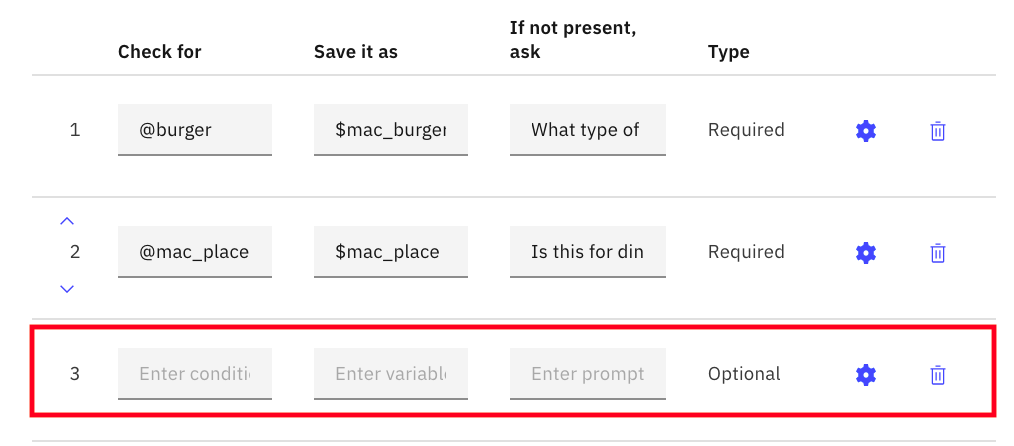 Check for
Save it as
If not present,
ask
Type
1
@burger
$mac_burger
What type of
Required
2
@mac_place
$mac_place
Is this for din
Required
3
Enter conditi
Enter variabl
Enter prompt
Optional